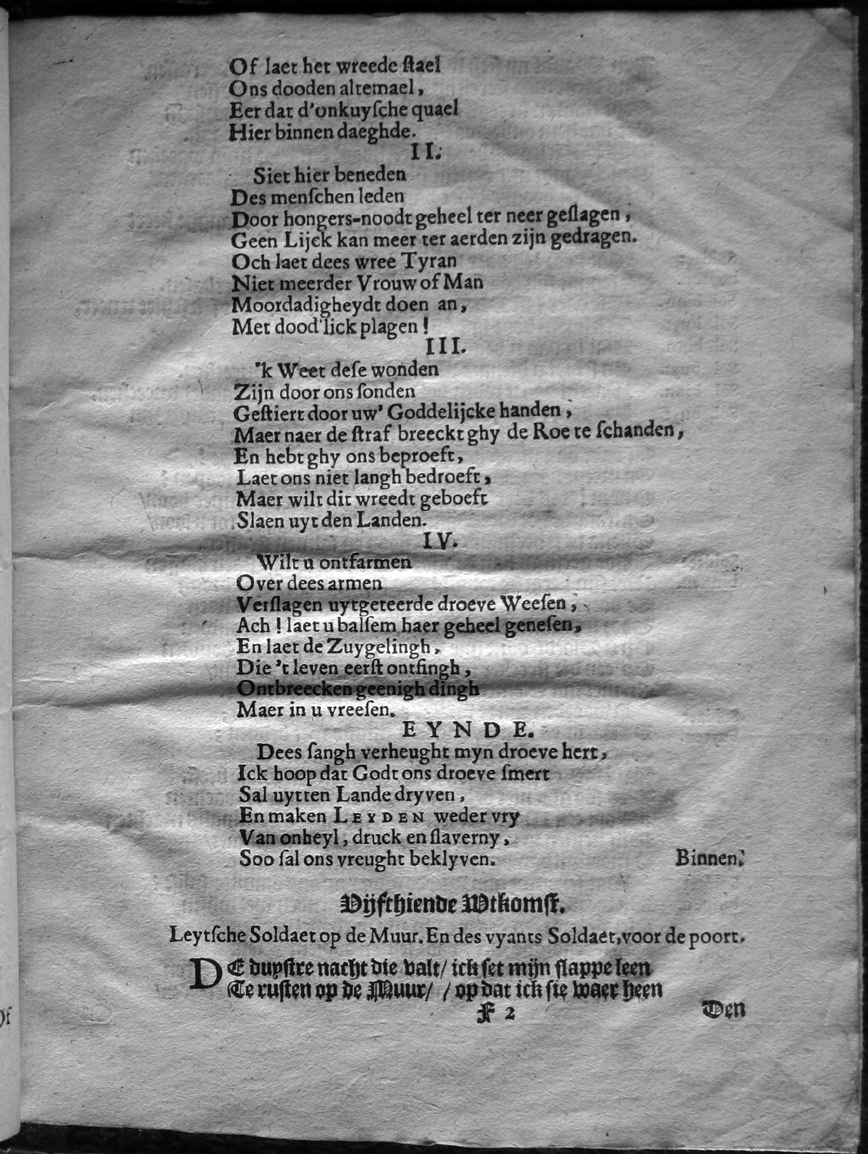 Of laet het wreede ſtael
Ons dooden altemael,
Eer dat d'onkuyſche quael
Hier binnen daeghde.
II.
Siet hier beneden
Des menſchen leden
Door hongers-noodt geheel ter neer geſlagen,
Geen Lijck kan meer ter aerden zijn gedragen.
Och laet dees wree Tyran
Niet meerder Vrouw of Man
Moordadigheydt doen an,
Met dood'lick plagen!
III.
'k Weet deſe wonden
Zijn door ons ſonden
Geſtiert door uw' Goddelijcke handen,
Maer naer de ſtraf breeckt ghy de Roe te ſchanden,
En hebt ghy ons beproeft,
Laet ons niet langh bedroeft,
Maer wilt dit wreedt geboeft
Slaen uyt den Landen.
IV.
Wilt u ontfarmen
Over dees armen
Verſlagen uytgeteerde droeve Weeſen,
Ach! laet u balſem haer geheel geneſen,
En laet de Zuygelingh,
Die 't leven eerſt ontfingh,
Ontbreecken geenigh dingh
Maer in u vreeſen.
EYNDE.
Dees ſangh verheught myn droeve hert,
Ick hoop dat Godt ons droeve ſmert
Sal uytten Lande dryven,
En maken LEYDEN weder vry
Van onheyl, druck en ſlaverny,
Soo ſal ons vreught beklyven. Binnen.
Vijfthiende Wtkomſt.
Leytſche Soldaet op de Muur. En des vyants Soldaet, voor de poort.
DE duyſtre nacht die valt/ ick ſet mijn ſlappe leen
Te ruſten op de Muur/ / op dat ick ſie waer heen
F 2 Den